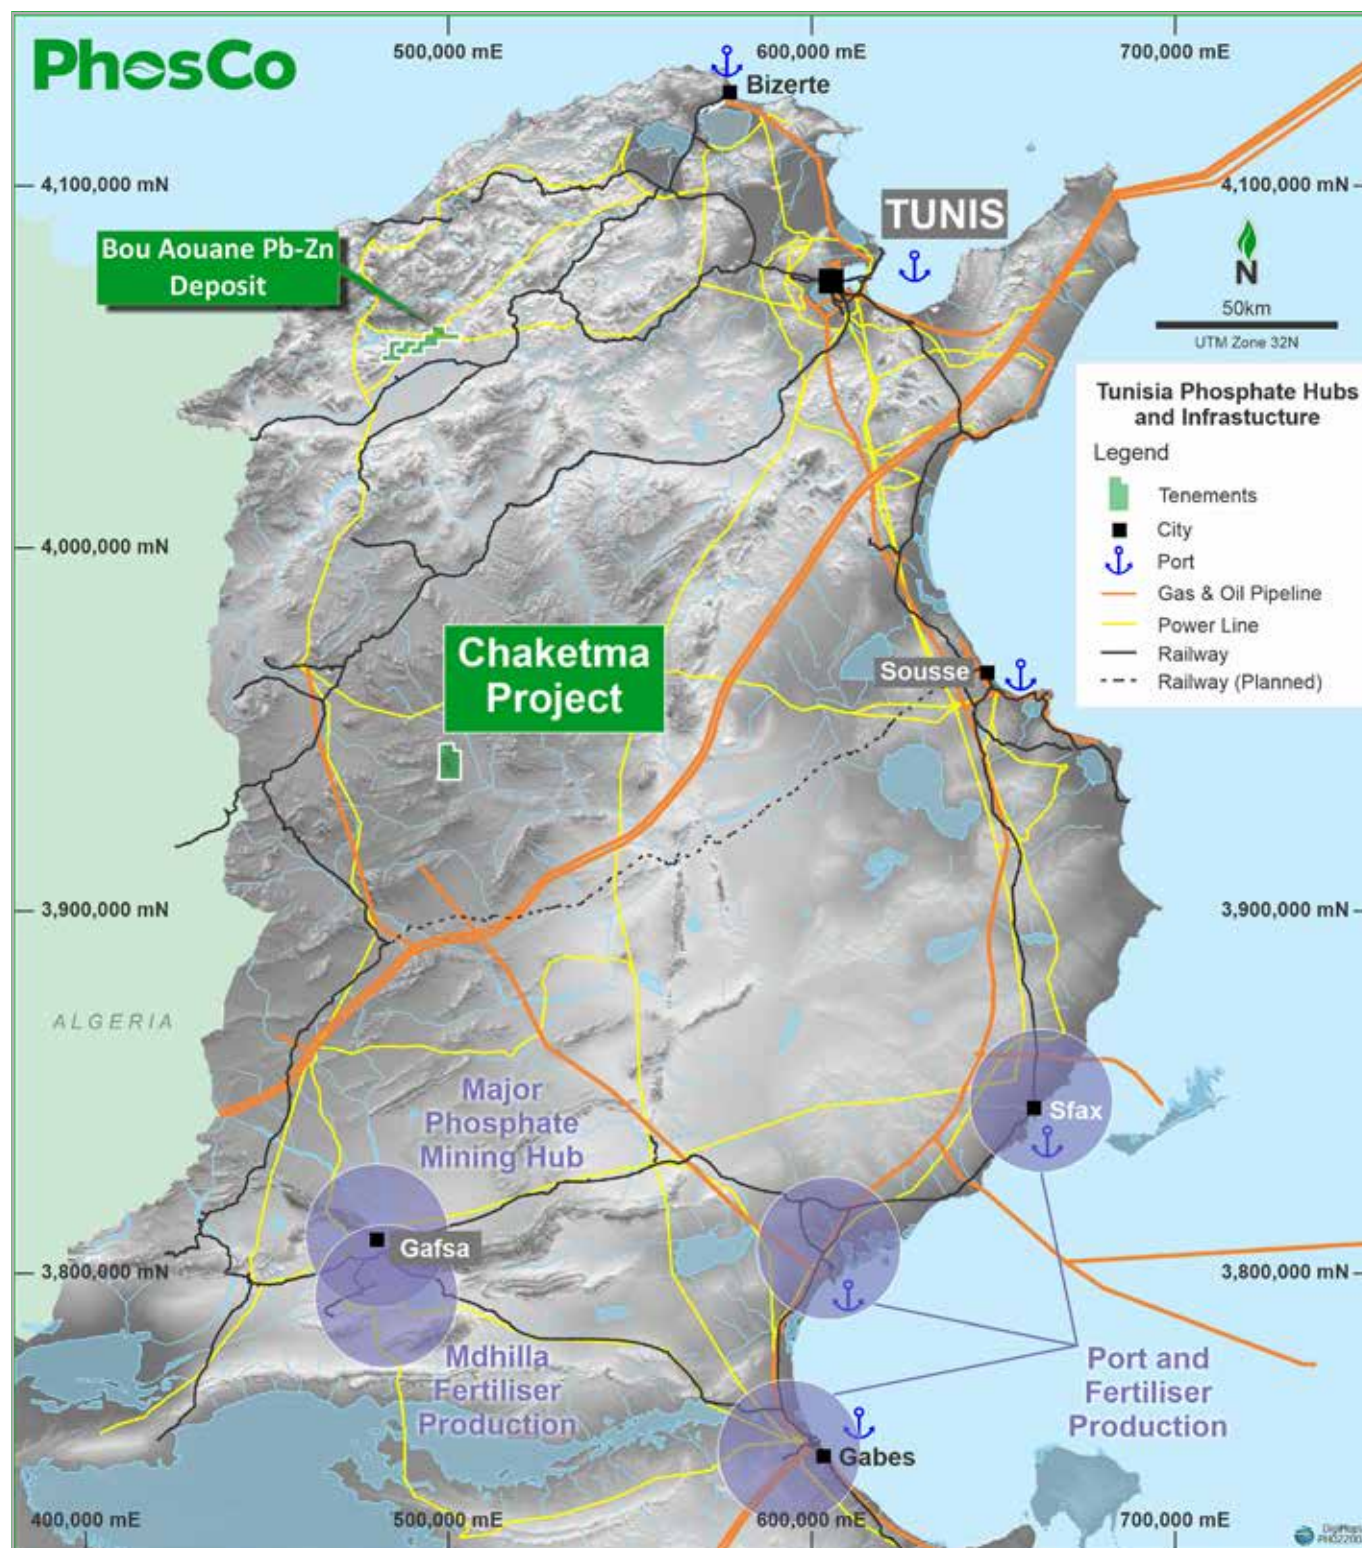 PhosCo
500,000 mE
600,000 mE
700,000 mE
Bizerte
4,100,000 mN
4,100,000 mN
TUNIS
Bou Aouane Pb-Zn
Deposit
N
50km
UTM Zone 32N
Tunisia Phosphate Hubs
and Infrastucture
Legend
Tenements
City
Port
Gas & Oil Pipeline
Power Line
Railway
Railway (Planned)
4,000,000 mN
Chaketma
Project
Sousse
3,900,000 mN
3,900,000 mN
ALGERIA
Major
Phosphate
Mining Hub
Sfax
Gafsa
3,800,000 mN
3,800,000 mN
Mdhilla
Fertiliser
Production
Port and
Fertiliser
Production
Gabes
400,000 mE
500,000 mE
600,000 mE
700,000 mE